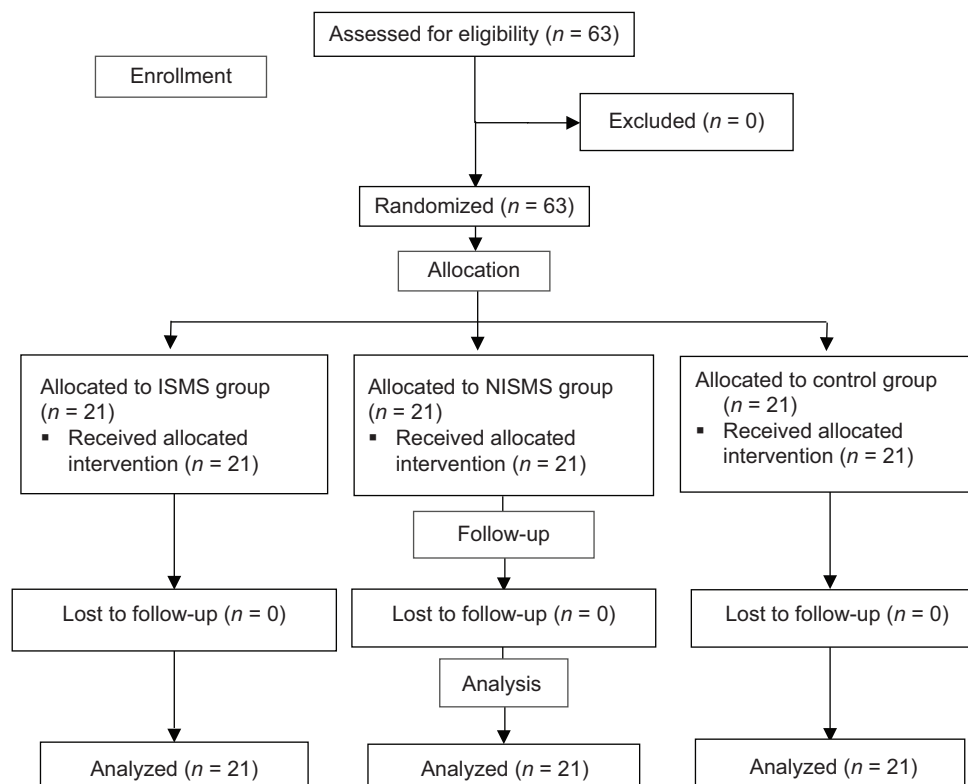 Assessed for eligibility (n = 63)
Enrollment
Excluded (n = 0)
Randomized (n = 63)
Allocation
Allocated to ISMS group
(n = 21)
▪ Received allocated
intervention (n = 21)
Allocated to NISMS group
(n = 21)
▪ Received allocated
intervention (n = 21)
Allocated to control group
(n = 21)
▪ Received allocated
intervention (n = 21)
Follow-up
Lost to follow-up (n = 0)
Lost to follow-up (n = 0)
Lost to follow-up (n = 0)
Analysis
Analyzed (n = 21)
Analyzed (n = 21)
Analyzed (n = 21)